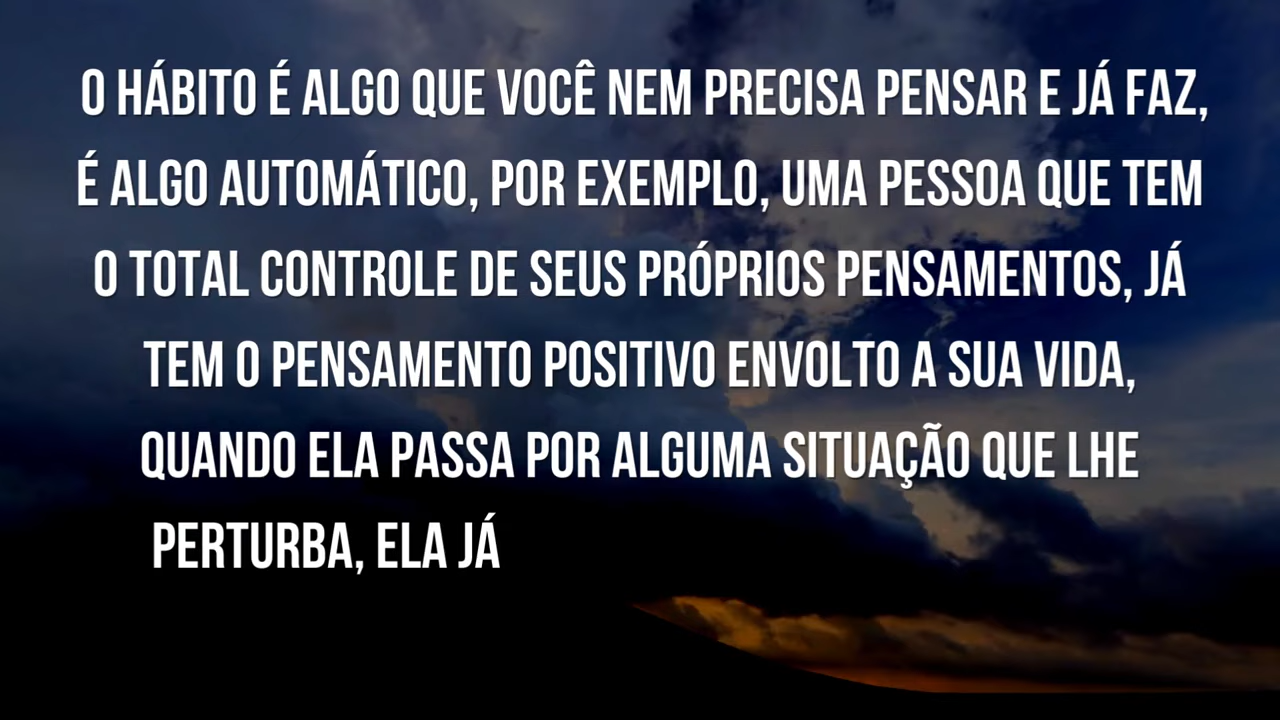 O HÁBITO É ALGO QUE VOCÊ NEM PRECISA PENSAR E JÁ FAZ,
É ALGO AUTOMÁTICO, POR EXEMPLO, UMA PESSOA QUE TEM
O TOTAL CONTROLE DE SEUS PRÓPRIOS PENSAMENTOS, JÁ
TEM O PENSAMENTO POSITIVO ENVOLTO A SUA VIDA,
QUANDO ELA PASSA POR ALGUMA SITUAÇÃO QUE LHE
PERTURBA, ELA JÁ